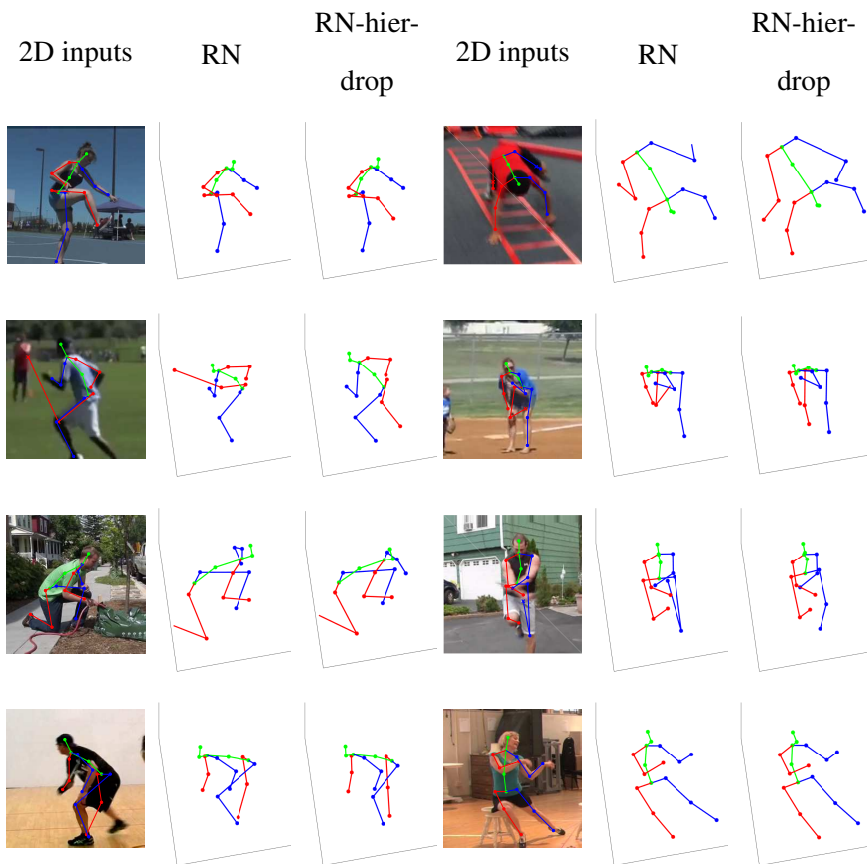 2D inputs RN RN-hier-
drop 2D inputs RN RN-hier-
drop